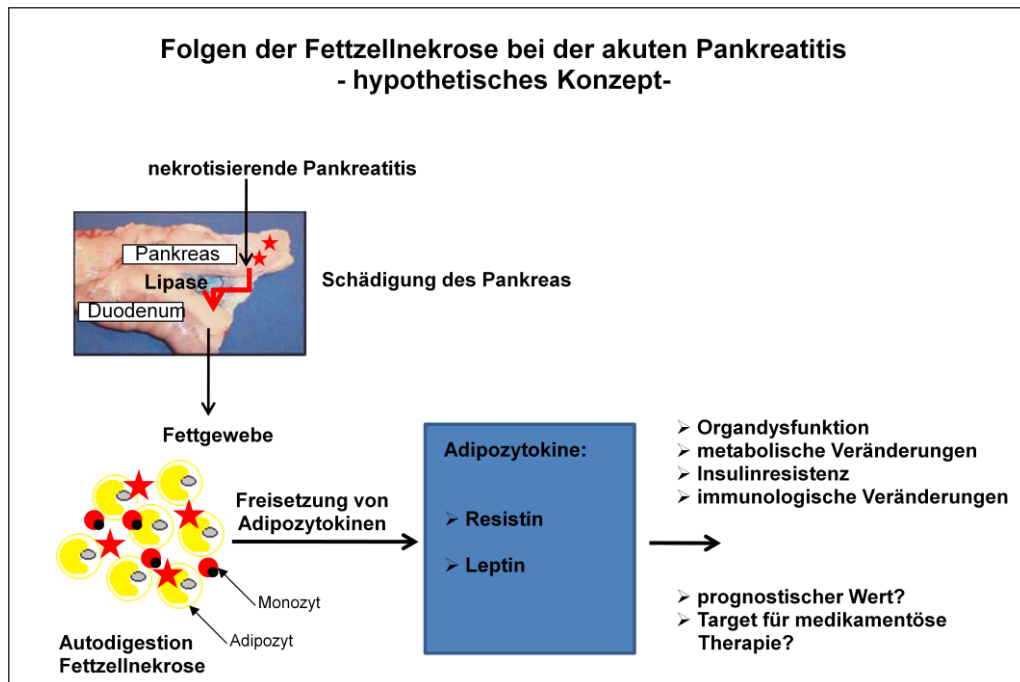 Folgen der Fettzellnekrose bei der akuten Pankreatitis
- hypothetisches Konzept-
nekrotisierende Pankreatitis
Pankreas
Lipase
Duodenum
Schädigung des Pankreas
Fettgewebe
Freisetzung von
Adipozytokinen
Monozyt
Adipozyt
Autodigestion
Fettzellnekrose
Adipozytokine:
➢ Resistin
➢ Leptin
➢ Organdysfunktion
➢ metabolische Veränderungen
➢ Insulinresistenz
➢ immunologische Veränderungen
➢ prognostischer Wert?
➢ Target für medikamentöse
Therapie?